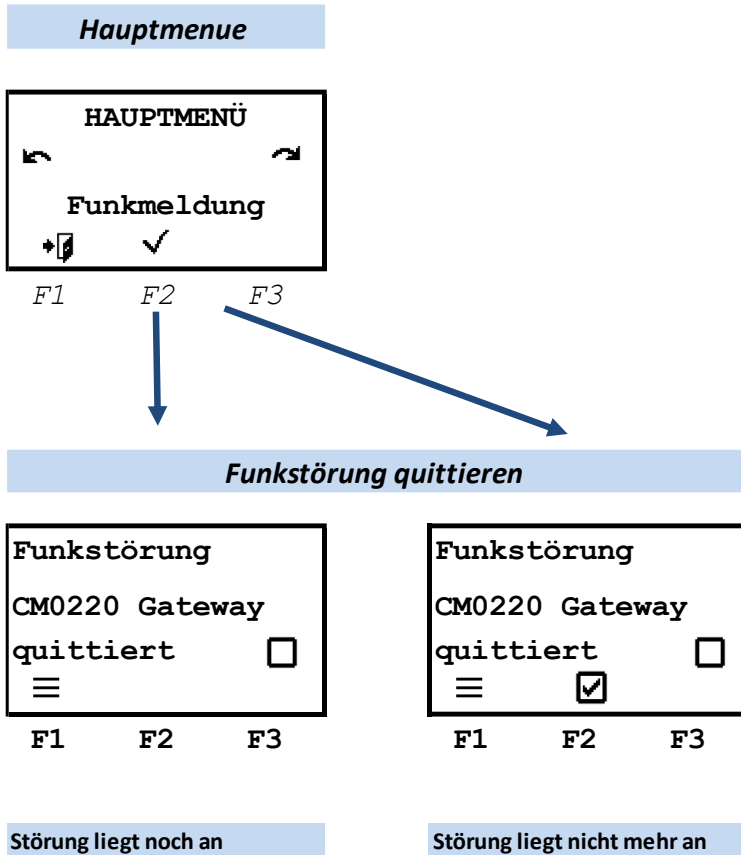 Hauptmenue
HAUPTMENÜ
Funkmeldung
F1 F2 F3
Funkstörung quittieren
Funkstörung
CM0220 Gateway
quittiert
F1 F2 F3
Störung liegt noch an
Funkstörung
CM0220 Gateway
quittiert
F1 F2 F3
Störung liegt nicht mehr an